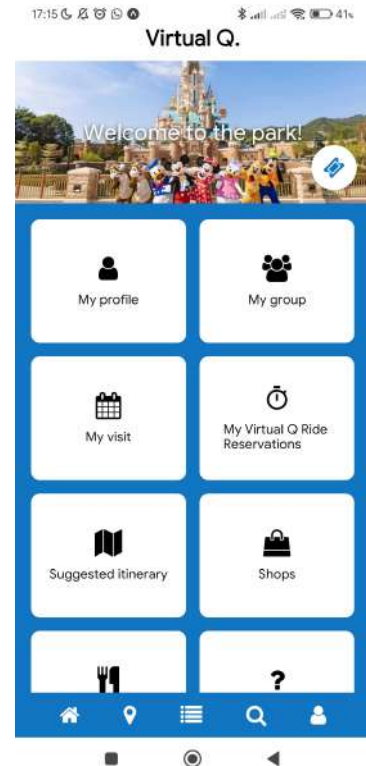 17:15 41%
Virtual Q.
Welcome to the park!
My profile
My group
My visit
My Virtual Q Ride
Reservations
Suggested itinerary
Shops
?